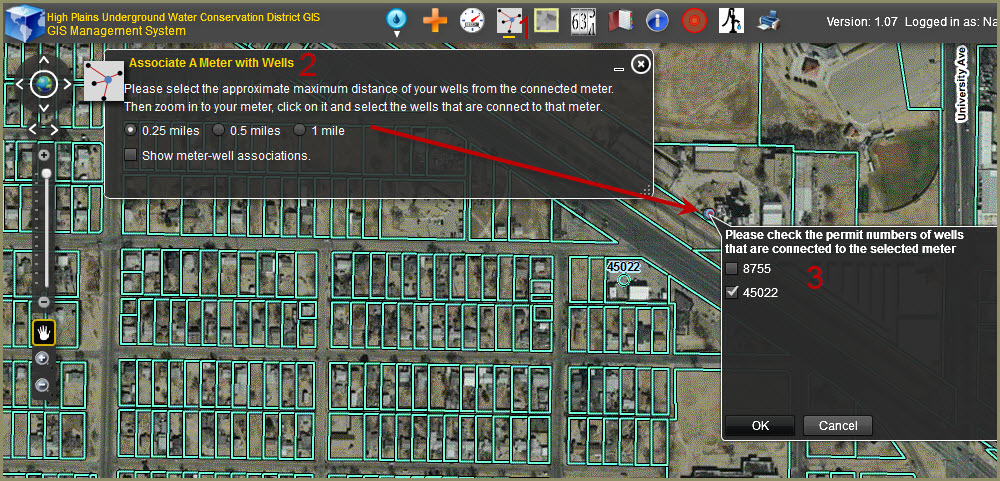 High Plains Underground Water Conservation District GIS
GIS Management System
1
637
Version: 1.07 Logged in as: Na
Associate A Meter with Wells 2
Please select the approximate maximum distance of your wells from the connected meter.
Then zoom in to your meter, click on it and select the wells that are connect to that meter.
0.25 miles 0.5 miles 1 mile
Show meter-well associations.
University Ave
Please check the permit numbers of wells
that are connected to the selected meter
8755
45022
3
45022
OK Cancel